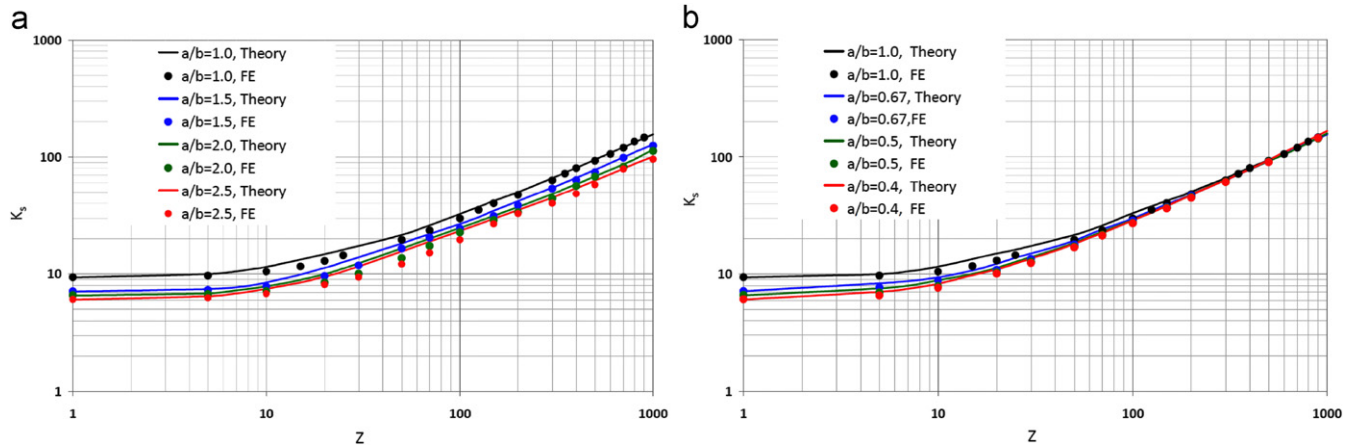 a
1000
100
10
1
K_s
1
10
100
1000
Z
a/b=1.0, Theory
a/b=1.0, FE
a/b=1.5, Theory
a/b=1.5, FE
a/b=2.0, Theory
a/b=2.0, FE
a/b=2.5, Theory
a/b=2.5, FE
b
1000
100
10
1
K_s
1
10
100
1000
Z
a/b=1.0, Theory
a/b=1.0, FE
a/b=0.67, Theory
a/b=0.67,FE
a/b=0.5, Theory
a/b=0.5, FE
a/b=0.4, Theory
a/b=0.4, FE